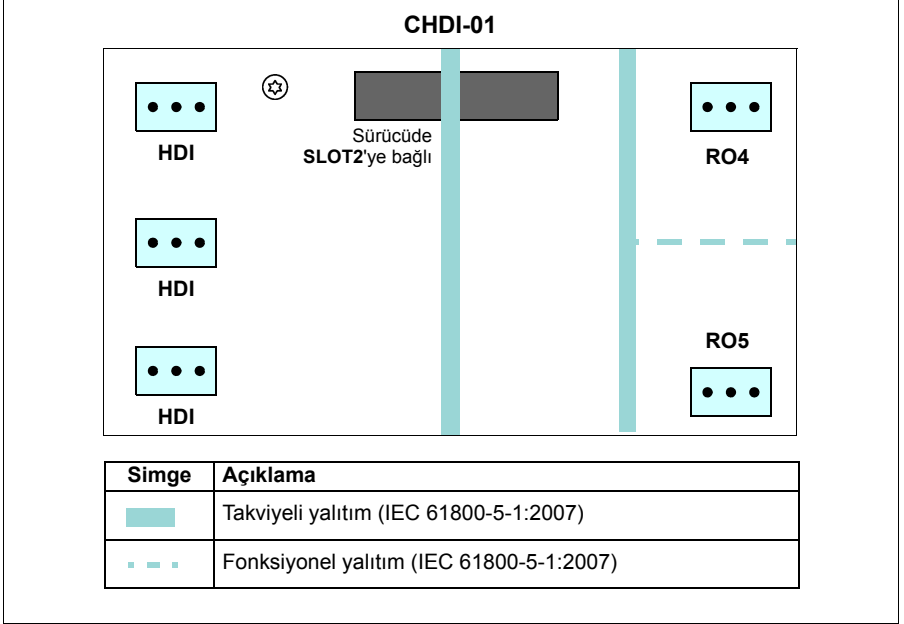 CHDI-01
HDI
Sürücüde
SLOT2'ye bağlı
RO4
HDI
RO5
HDI
Simge Açıklama
Takviyeli yalıtım (IEC 61800-5-1:2007)
Fonksiyonel yalıtım (IEC 61800-5-1:2007)